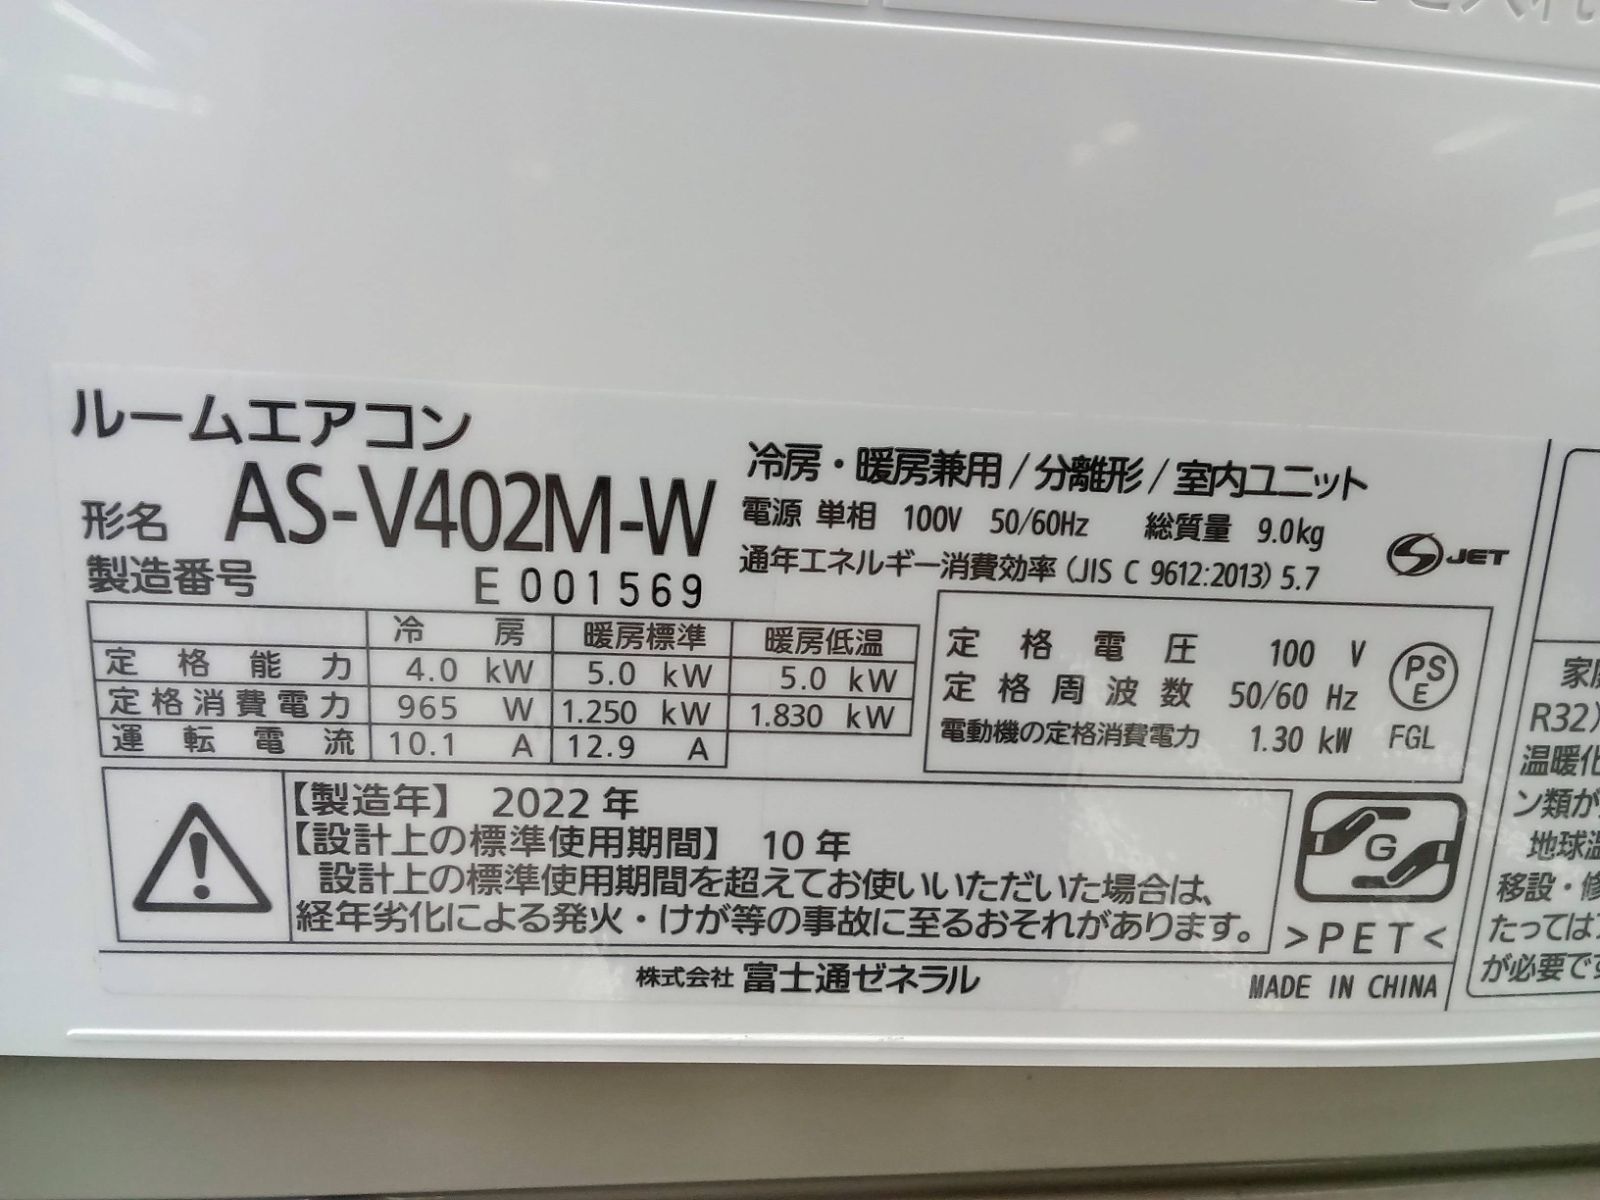 ルームエアコン
形名 AS-V402M-W
製造番号 E 001569
冷房・暖房兼用/分離形/室内ユニット
電源 単相 100V 50/60Hz 総質量 9.0kg
通年エネルギー消費効率(JIS C 9612:2013) 5.7
JET
冷房 暖房標準 暖房低温
定格能力 4.0 kW 5.0 kW 5.0 kW
定格消費電力 965 W 1.250 kW 1.830 kW
運転電流 10.1 A 12.9 A
定格電圧 100 V
定格周波数 50/60 Hz
電動機の定格消費電力 1.30 kW
PS
E
FGL
【製造年】 2022 年
【設計上の標準使用期間】 10 年
設計上の標準使用期間を超えてお使いいただいた場合は、
経年劣化による発火・けが等の事故に至るおそれがあります。
G
>PET<
株式会社 富士通ゼネラル
MADE IN CHINA
家庭
R32)
温暖化
ン類が
地球温
移設・修
たっては
が必要です